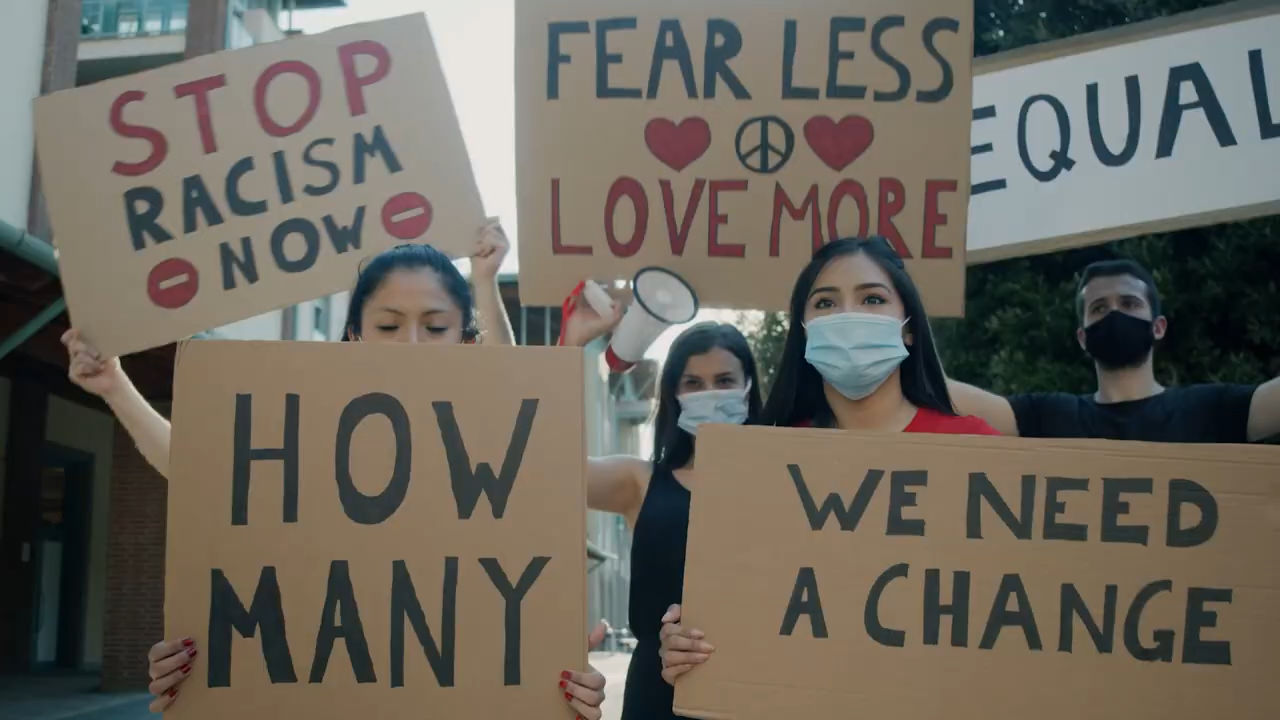 STOP
RACISM
NOW
FEAR LESS
LOVE MORE
EQUAL
HOW
MANY
WE NEED
A CHANGE